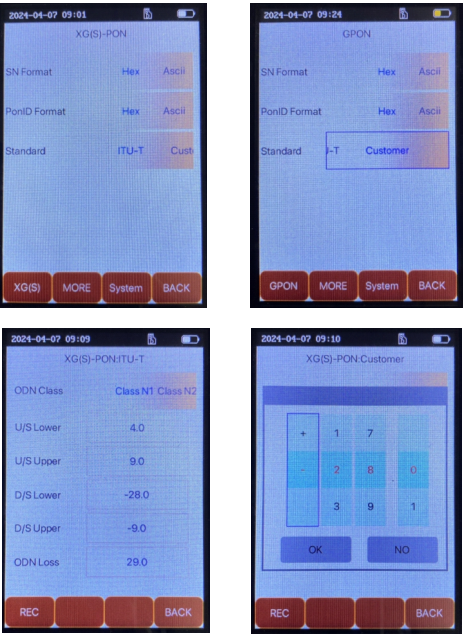 2024-04-07 09:01
XG(S)-PON
SN Format Hex Ascii
PonID Format Hex Ascii
Standard ITU-T Cust
XG(S) MORE System BACK
2024-04-07 09:24
GPON
SN Format Hex Ascii
PonID Format Hex Ascii
Standard J-T Customer
GPON MORE System BACK
2024-04-07 09:09
XG(S)-PON:ITU-T
ODN Class Class N1 Class N2
U/S Lower 4.0
U/S Upper 9.0
D/S Lower -28.0
D/S Upper -9.0
ODN Loss 29.0
REC BACK
2024-04-07 09:10
XG(S)-PON:Customer
+ 1 7
- 2 8 . 0
3 9 1
OK NO
REC BACK